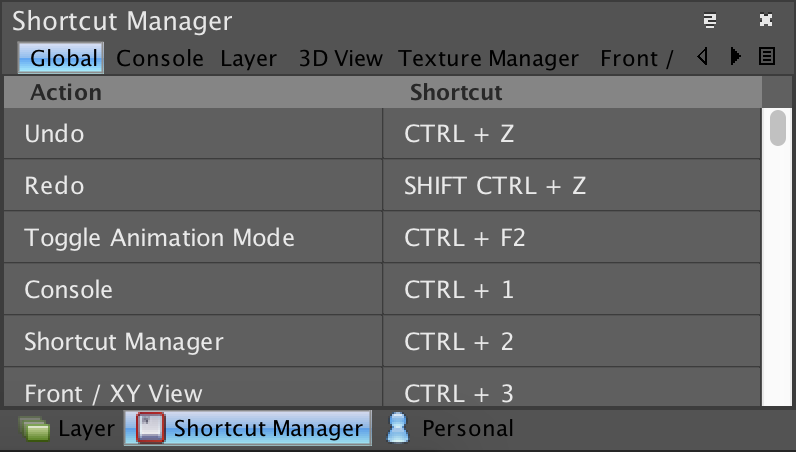 Shortcut Manager
Global Console Layer 3D View Texture Manager Front /
Action Shortcut
Undo CTRL + Z
Redo SHIFT CTRL + Z
Toggle Animation Mode CTRL + F2
Console CTRL + 1
Shortcut Manager CTRL + 2
Front / XY View CTRL + 3
Layer Shortcut Manager Personal